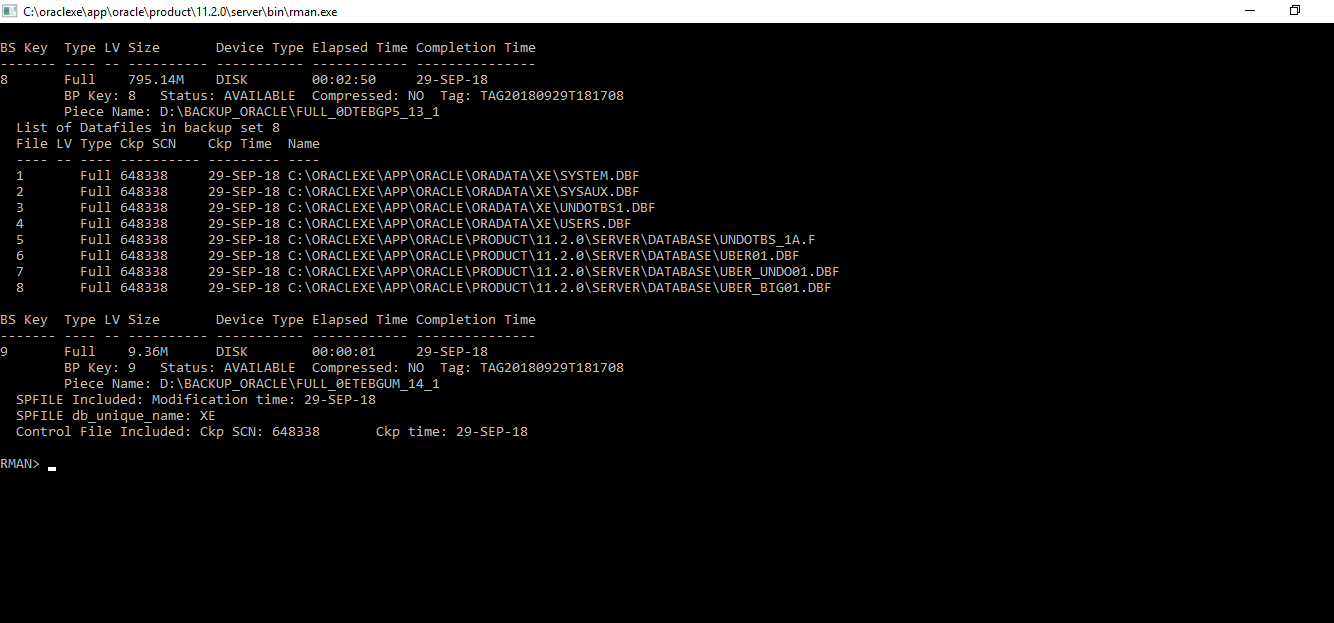 C:\oraclexe\app\oracle\product\11.2.0\server\bin\rman.exe
BS Key  Type LV Size       Device Type Elapsed Time Completion Time
------- ---- -- ---------- ----------- ------------ ---------------
8       Full    795.14M    DISK        00:02:50     29-SEP-18
        BP Key: 8   Status: AVAILABLE  Compressed: NO  Tag: TAG20180929T181708
        Piece Name: D:\BACKUP_ORACLE\FULL_0DTEBGP5_13_1
  List of Datafiles in backup set 8
  File LV Type Ckp SCN    Ckp Time  Name
  ---- -- ---- ---------- --------- ----
  1       Full 648338     29-SEP-18 C:\ORACLEXE\APP\ORACLE\ORADATA\XE\SYSTEM.DBF
  2       Full 648338     29-SEP-18 C:\ORACLEXE\APP\ORACLE\ORADATA\XE\SYSAUX.DBF
  3       Full 648338     29-SEP-18 C:\ORACLEXE\APP\ORACLE\ORADATA\XE\UNDOTBS1.DBF
  4       Full 648338     29-SEP-18 C:\ORACLEXE\APP\ORACLE\ORADATA\XE\USERS.DBF
  5       Full 648338     29-SEP-18 C:\ORACLEXE\APP\ORACLE\PRODUCT\11.2.0\SERVER\DATABASE\UNDOTBS_1A.F
  6       Full 648338     29-SEP-18 C:\ORACLEXE\APP\ORACLE\PRODUCT\11.2.0\SERVER\DATABASE\UBER01.DBF
  7       Full 648338     29-SEP-18 C:\ORACLEXE\APP\ORACLE\PRODUCT\11.2.0\SERVER\DATABASE\UBER_UNDO01.DBF
  8       Full 648338     29-SEP-18 C:\ORACLEXE\APP\ORACLE\PRODUCT\11.2.0\SERVER\DATABASE\UBER_BIG01.DBF
BS Key  Type LV Size       Device Type Elapsed Time Completion Time
------- ---- -- ---------- ----------- ------------ ---------------
9       Full    9.36M      DISK        00:00:01     29-SEP-18
        BP Key: 9   Status: AVAILABLE  Compressed: NO  Tag: TAG20180929T181708
        Piece Name: D:\BACKUP_ORACLE\FULL_0ETEBGUM_14_1
  SPFILE Included: Modification time: 29-SEP-18
  SPFILE db_unique_name: XE
  Control File Included: Ckp SCN: 648338       Ckp time: 29-SEP-18
RMAN> _